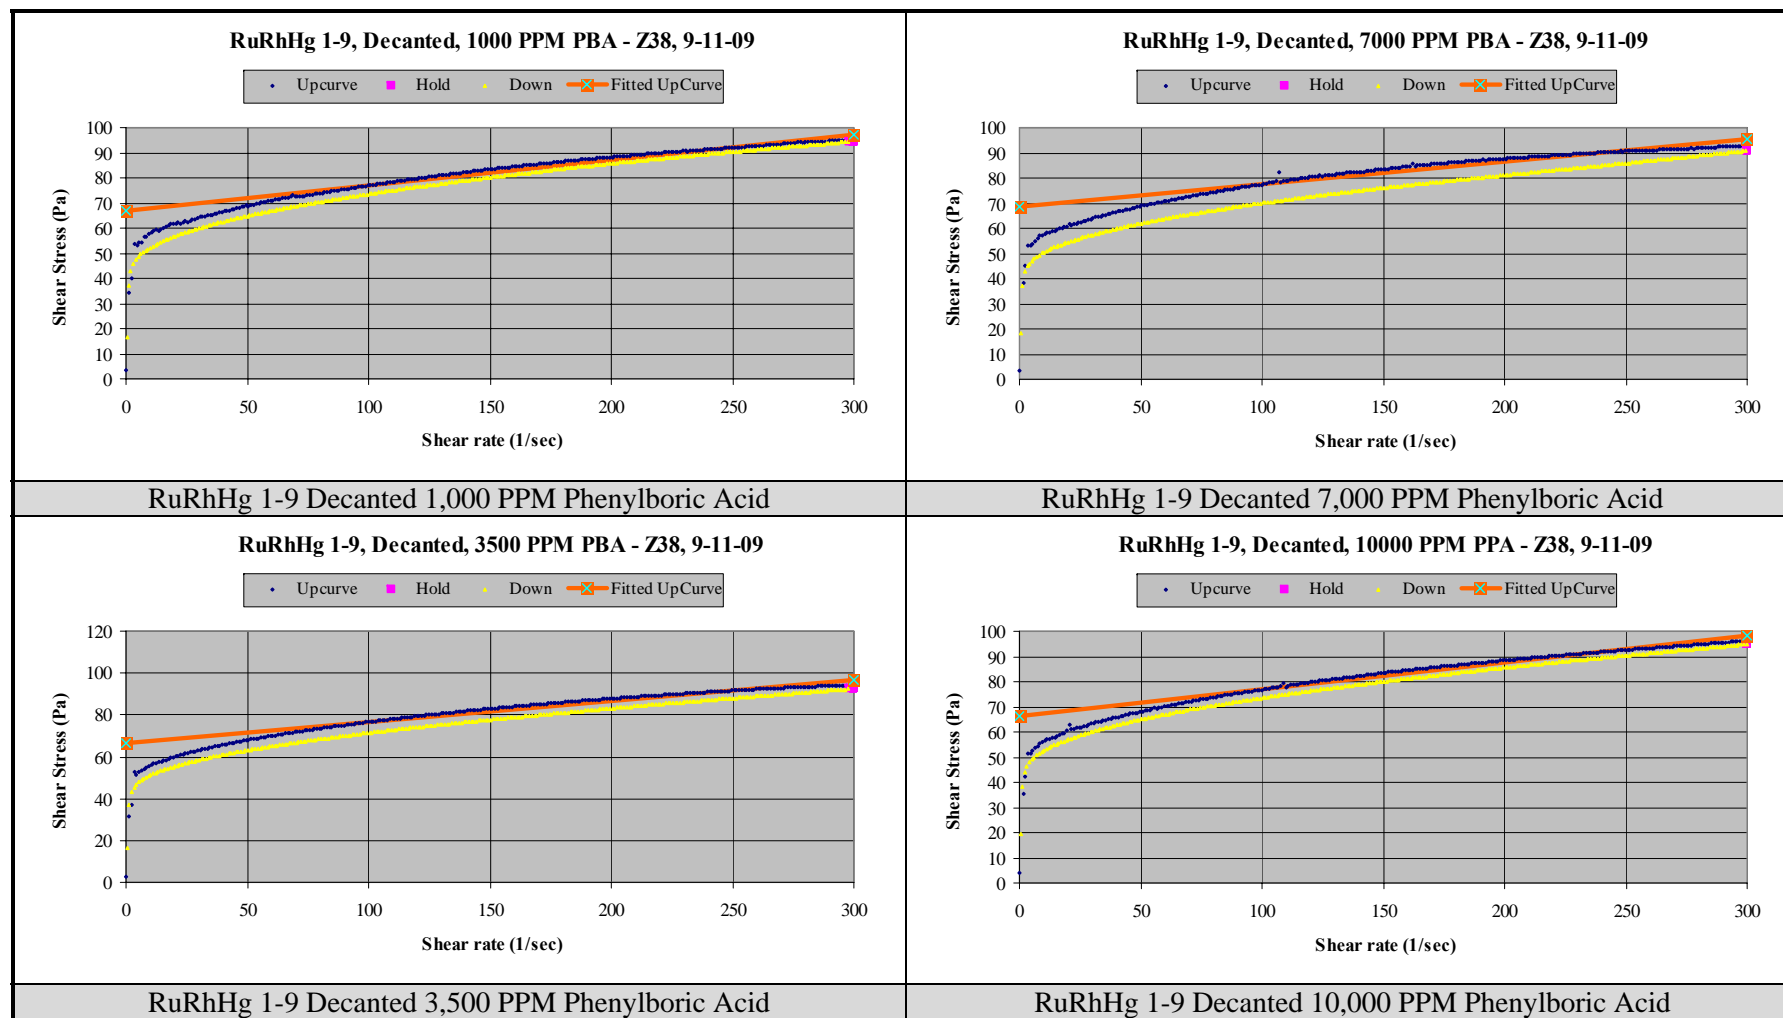 RuRhHg 1-9, Decanted, 1000 PPM PBA - Z38, 9-11-09
Upcurve Hold Down Fitted UpCurve
100
90
80
70
60
50
40
30
20
10
0
Shear Stress (Pa)
0 50 100 150 200 250 300
Shear rate (1/sec)
RuRhHg 1-9 Decanted 1,000 PPM Phenylboric Acid
RuRhHg 1-9, Decanted, 7000 PPM PBA - Z38, 9-11-09
Upcurve Hold Down Fitted UpCurve
100
90
80
70
60
50
40
30
20
10
0
Shear Stress (Pa)
0 50 100 150 200 250 300
Shear rate (1/sec)
RuRhHg 1-9 Decanted 7,000 PPM Phenylboric Acid
RuRhHg 1-9, Decanted, 3500 PPM PBA - Z38, 9-11-09
Upcurve Hold Down Fitted UpCurve
120
100
80
60
40
20
0
Shear Stress (Pa)
0 50 100 150 200 250 300
Shear rate (1/sec)
RuRhHg 1-9 Decanted 3,500 PPM Phenylboric Acid
RuRhHg 1-9, Decanted, 10000 PPM PPA - Z38, 9-11-09
Upcurve Hold Down Fitted UpCurve
100
90
80
70
60
50
40
30
20
10
0
Shear Stress (Pa)
0 50 100 150 200 250 300
Shear rate (1/sec)
RuRhHg 1-9 Decanted 10,000 PPM Phenylboric Acid